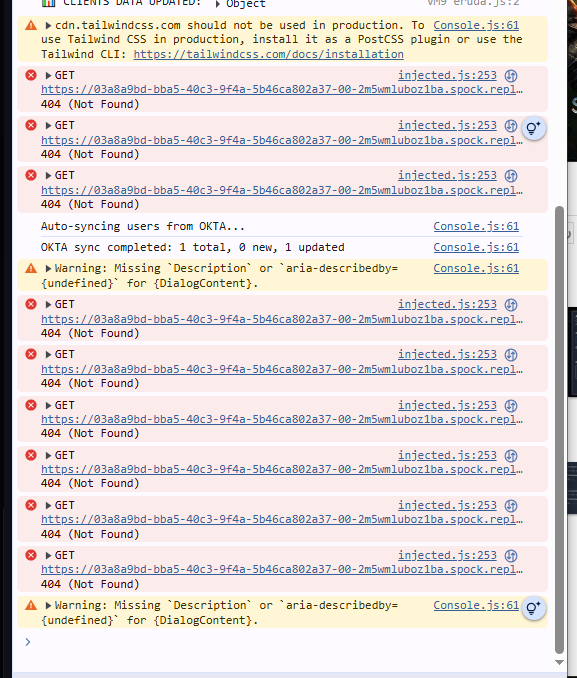 CLIENTS DATA UPDATED: ▶ Object VM9 eruda.js:2
▶ cdn.tailwindcss.com should not be used in production. To Console.js:61
use Tailwind CSS in production, install it as a PostCSS plugin or use the
Tailwind CLI: https://tailwindcss.com/docs/installation
▶ GET injected.js:253
https://03a8a9bd-bba5-40c3-9f4a-5b46ca802a37-00-2m5wmluboz1ba.spock.repl…
404 (Not Found)
▶ GET injected.js:253
https://03a8a9bd-bba5-40c3-9f4a-5b46ca802a37-00-2m5wmluboz1ba.spock.repl…
404 (Not Found)
▶ GET injected.js:253
https://03a8a9bd-bba5-40c3-9f4a-5b46ca802a37-00-2m5wmluboz1ba.spock.repl…
404 (Not Found)
Auto-syncing users from OKTA... Console.js:61
OKTA sync completed: 1 total, 0 new, 1 updated Console.js:61
▶ Warning: Missing `Description` or `aria-describedby= Console.js:61
{undefined}` for {DialogContent}.
▶ GET injected.js:253
https://03a8a9bd-bba5-40c3-9f4a-5b46ca802a37-00-2m5wmluboz1ba.spock.repl…
404 (Not Found)
▶ GET injected.js:253
https://03a8a9bd-bba5-40c3-9f4a-5b46ca802a37-00-2m5wmluboz1ba.spock.repl…
404 (Not Found)
▶ GET injected.js:253
https://03a8a9bd-bba5-40c3-9f4a-5b46ca802a37-00-2m5wmluboz1ba.spock.repl…
404 (Not Found)
▶ GET injected.js:253
https://03a8a9bd-bba5-40c3-9f4a-5b46ca802a37-00-2m5wmluboz1ba.spock.repl…
404 (Not Found)
▶ GET injected.js:253
https://03a8a9bd-bba5-40c3-9f4a-5b46ca802a37-00-2m5wmluboz1ba.spock.repl…
404 (Not Found)
▶ GET injected.js:253
https://03a8a9bd-bba5-40c3-9f4a-5b46ca802a37-00-2m5wmluboz1ba.spock.repl…
404 (Not Found)
▶ Warning: Missing `Description` or `aria-describedby= Console.js:61
{undefined}` for {DialogContent}.